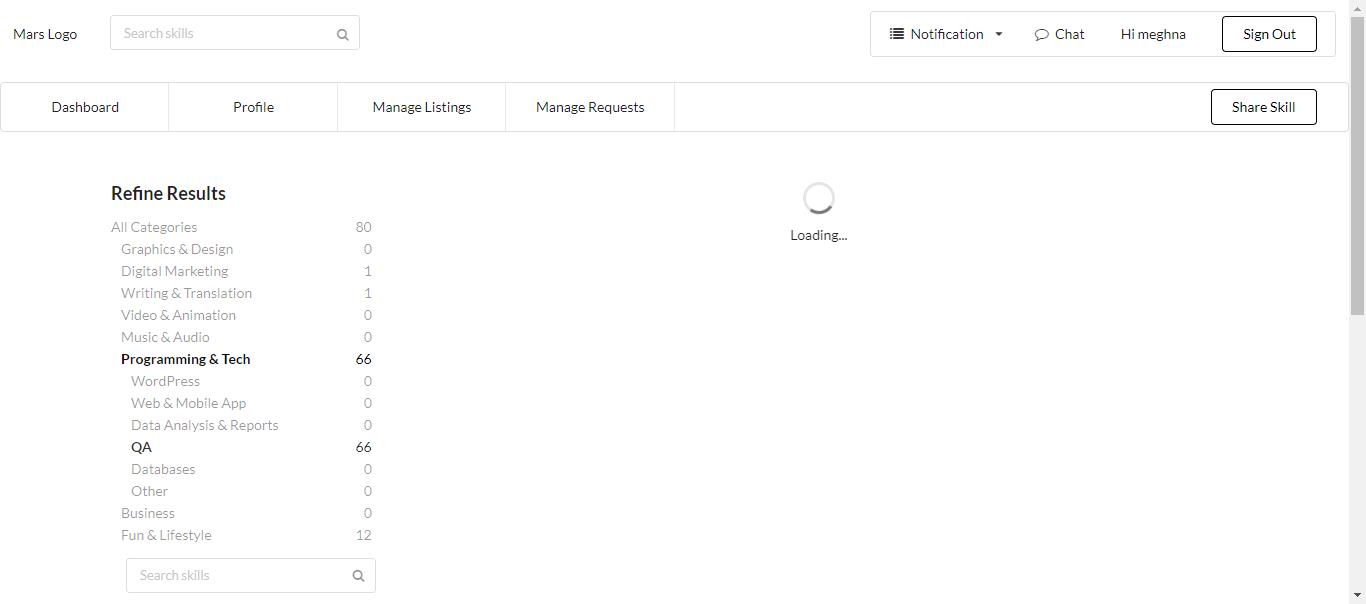 Mars Logo
Search skills
Notification
Chat
Hi meghna
Sign Out
Dashboard
Profile
Manage Listings
Manage Requests
Share Skill
Refine Results
All Categories 80
Graphics & Design 0
Digital Marketing 1
Writing & Translation 1
Video & Animation 0
Music & Audio 0
Programming & Tech 66
WordPress 0
Web & Mobile App 0
Data Analysis & Reports 0
QA 66
Databases 0
Other 0
Business 0
Fun & Lifestyle 12
Search skills
Loading...